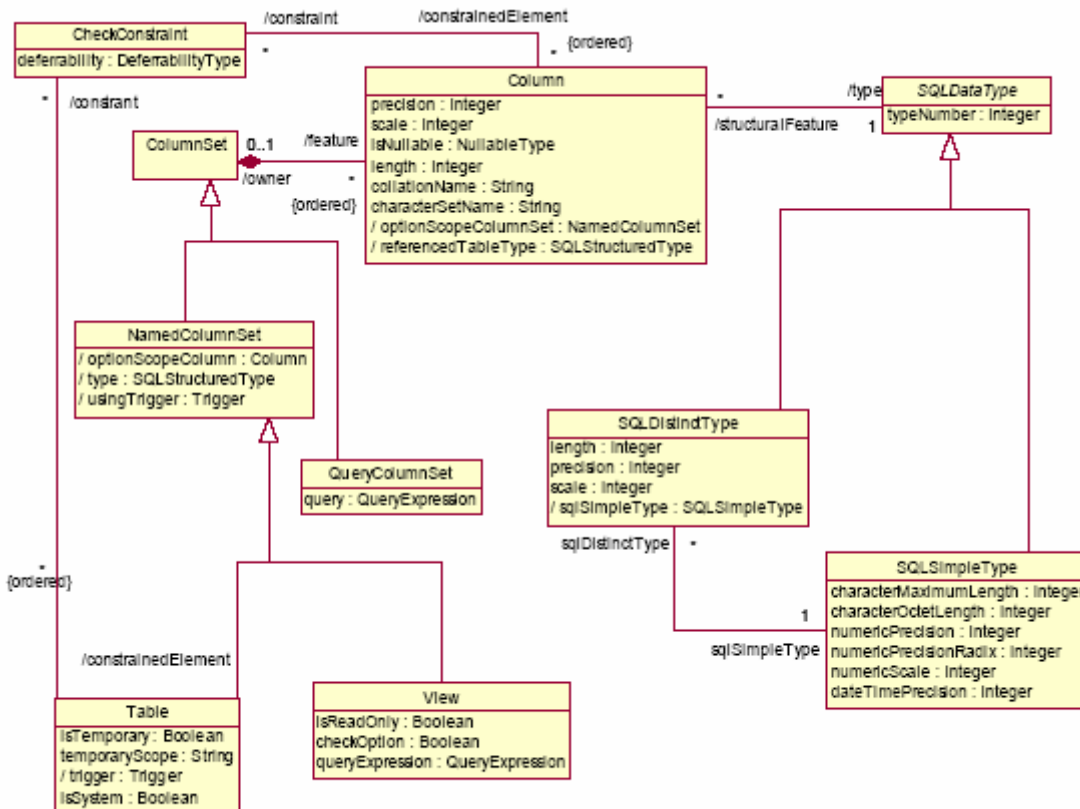 /constraint
/constrainedElement
CheckConstraint
deferrability : DeferrabilityType
*
*
{ordered}
*
/constrant
Column
precision : Integer
scale : Integer
isNullable : NullableType
length : Integer
collationName : String
characterSetName : String
/ optionScopeColumnSet : NamedColumnSet
/ referencedTableType : SQLStructuredType
*
/type
/structuralFeature
1
SQLDataType
typeNumber : Integer
ColumnSet
0..1
/feature
/owner
*
{ordered}
NamedColumnSet
/ optionScopeColumn : Column
/ type : SQLStructuredType
/ usingTrigger : Trigger
QueryColumnSet
query : QueryExpression
SQLDistinctType
length : Integer
precision : Integer
scale : Integer
/ sqlSimpleType : SQLSimpleType
sqlDistinctType
*
1
sqlSimpleType
SQLSimpleType
characterMaximumLength : Integer
characterOctetLength : Integer
numericPrecision : Integer
numericPrecisionRadix : Integer
numericScale : Integer
dateTimePrecision : Integer
*
{ordered}
/constrainedElement
Table
isTemporary : Boolean
temporaryScope : String
/ trigger : Trigger
isSystem : Boolean
View
isReadOnly : Boolean
checkOption : Boolean
queryExpression : QueryExpression